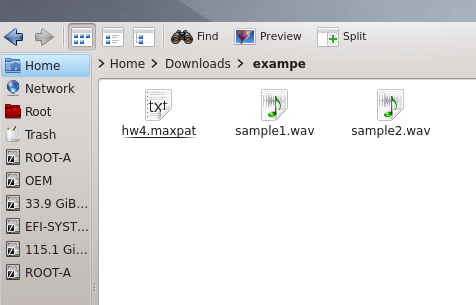 Find Preview Split
Home > Downloads > exampe
Home
Network
Root
Trash
ROOT-A
OEM
33.9 GiB...
EFI-SYST...
115.1 Gi...
ROOT-A
txt
hw4.maxpat sample1.wav sample2.wav